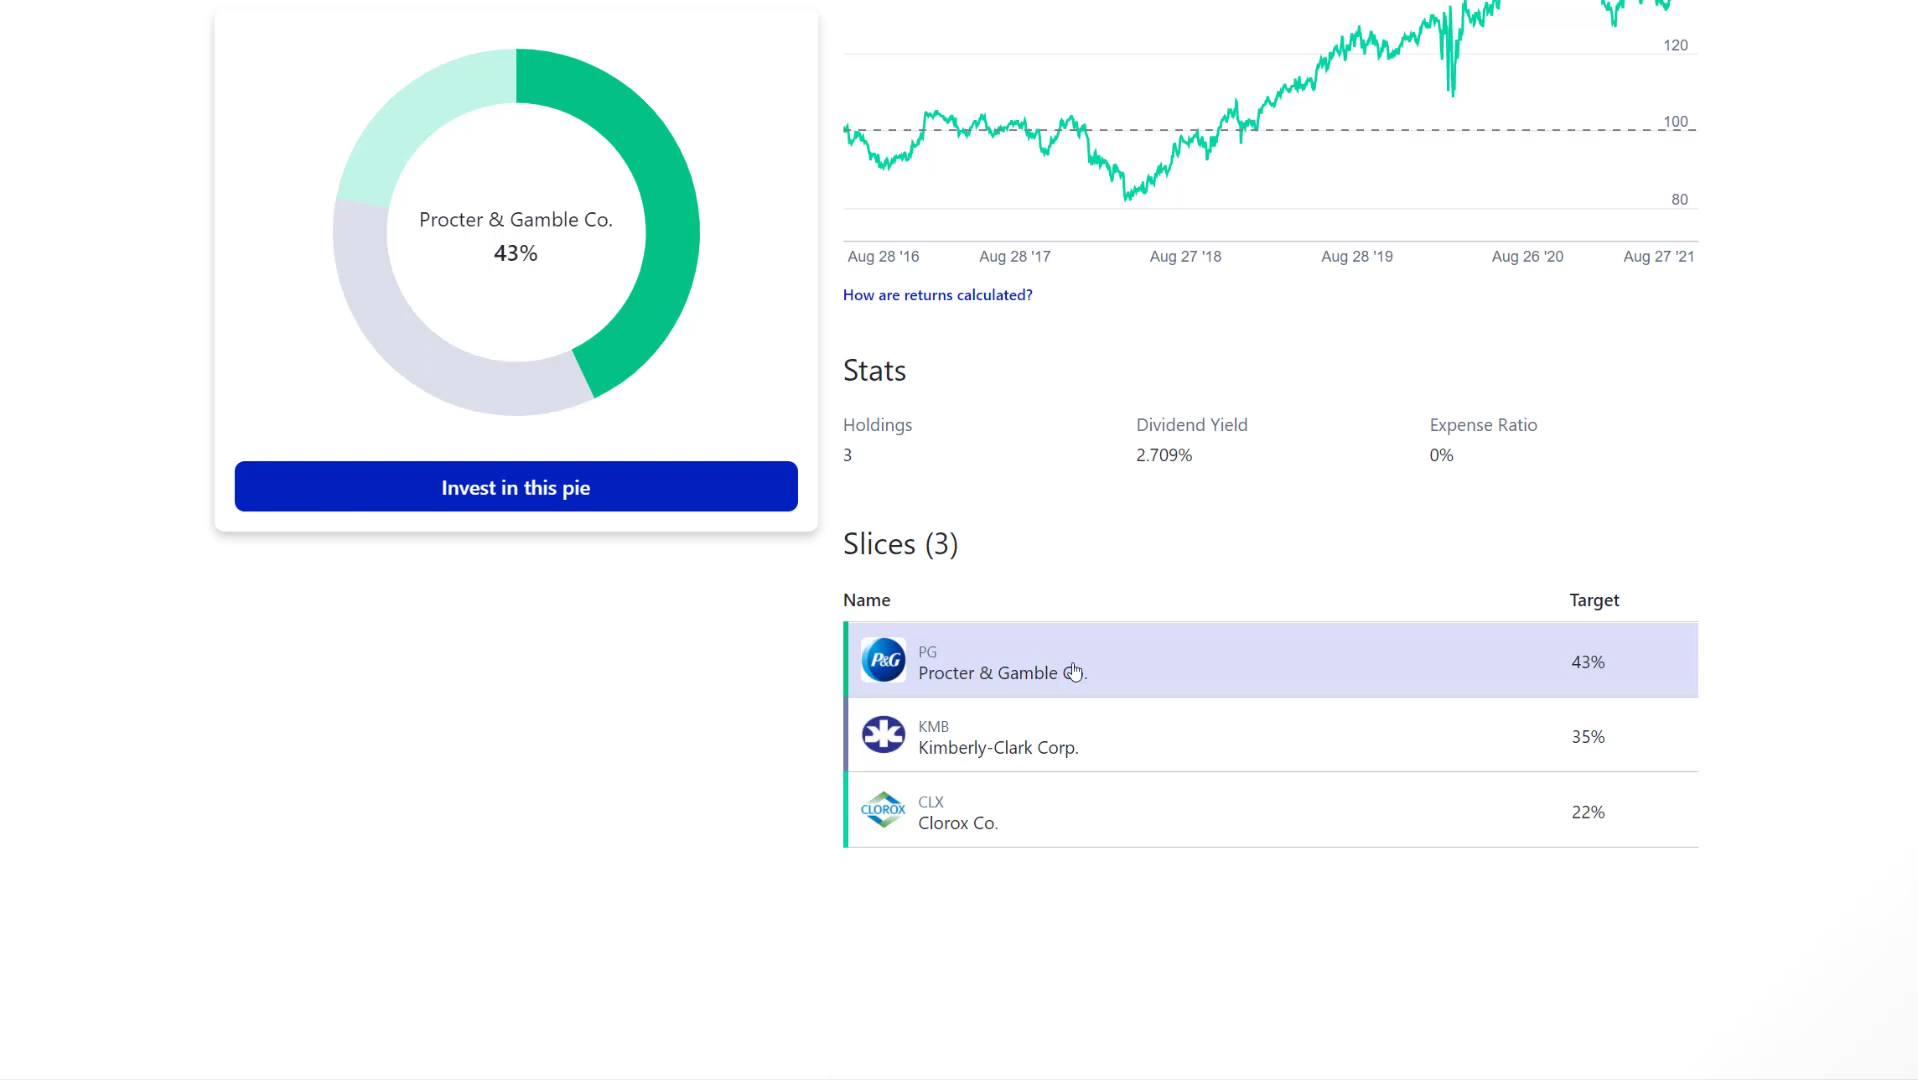 Procter & Gamble Co.
43%
Invest in this pie
120
100
80
Aug 28 '16
Aug 28 '17
Aug 27 '18
Aug 28 '19
Aug 26 '20
Aug 27 '21
How are returns calculated?
Stats
Holdings
3
Dividend Yield
2.709%
Expense Ratio
0%
Slices (3)
Name
Target
P&G
PG
Procter & Gamble Co.
43%
KMB
Kimberly-Clark Corp.
35%
CLOROX
CLX
Clorox Co.
22%